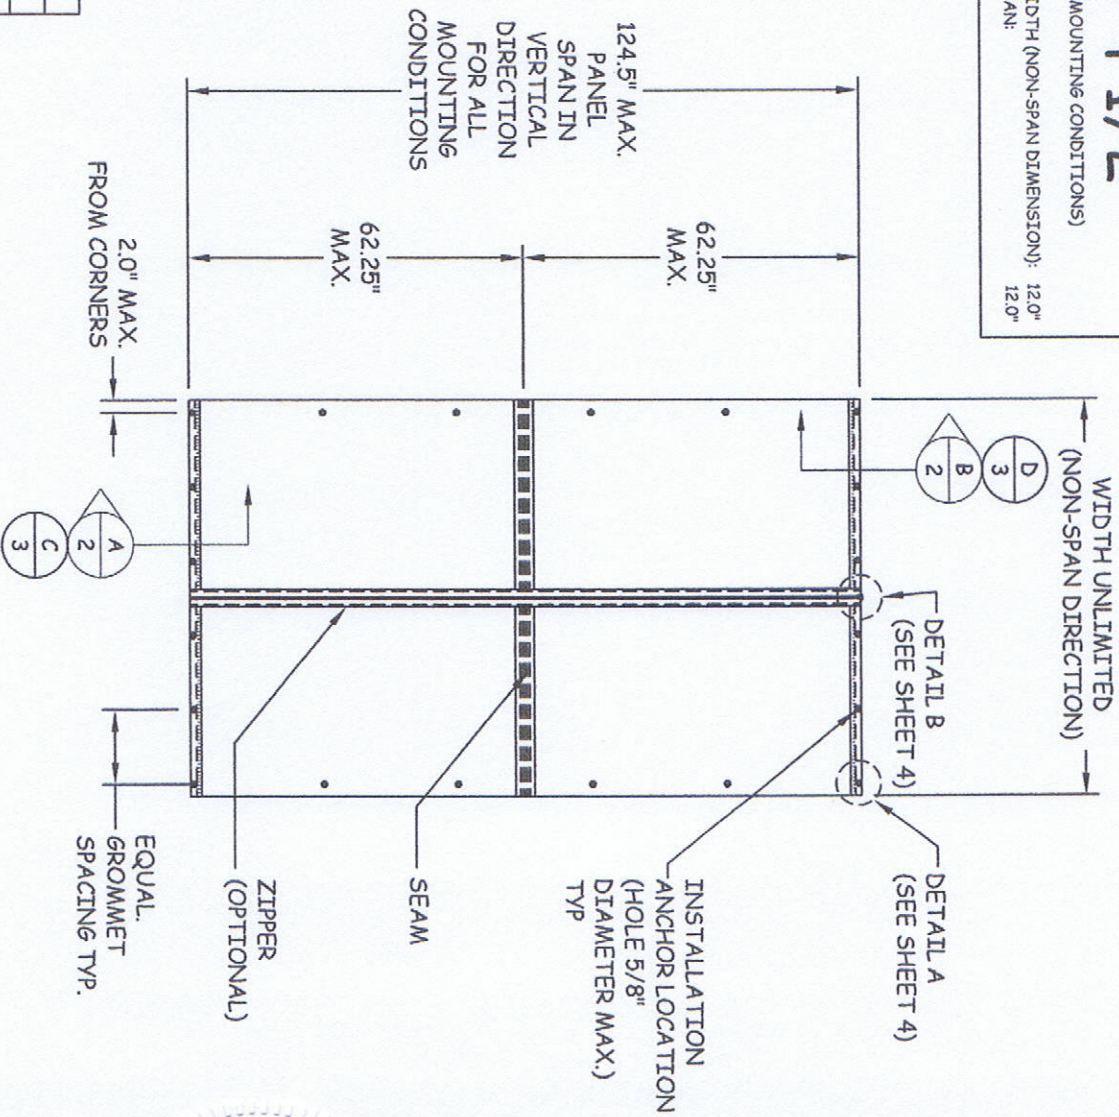 MOUNTING CONDITIONS)
IDTH (NON-SPAN DIMENSION): 12.0"
AN: 12.0"
WIDTH UNLIMITED
(NON-SPAN DIRECTION)
D
3
B
2
DETAIL B
(SEE SHEET 4)
DETAIL A
(SEE SHEET 4)
INSTALLATION
ANCHOR LOCATION
(HOLE 5/8"
DIAMETER MAX.)
TYP
124.5" MAX.
PANEL
SPAN IN
VERTICAL
DIRECTION
FOR ALL
MOUNTING
CONDITIONS
62.25"
MAX.
62.25"
MAX.
SEAM
ZIPPER
(OPTIONAL)
2.0" MAX.
FROM CORNERS
A
2
C
3
EQUAL.
GROMMET
SPACING TYP.